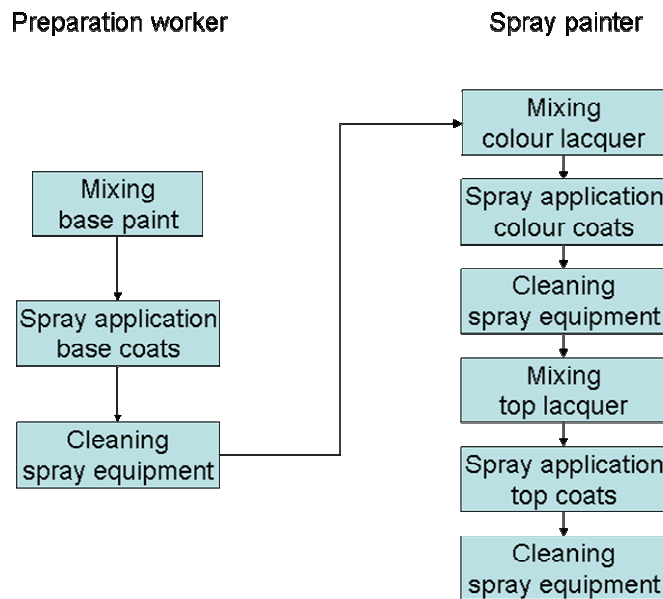 Preparation worker
Spray painter
Mixing
base paint
Spray application
base coats
Cleaning
spray equipment
Mixing
colour lacquer
Spray application
colour coats
Cleaning
spray equipment
Mixing
top lacquer
Spray application
top coats
Cleaning
spray equipment